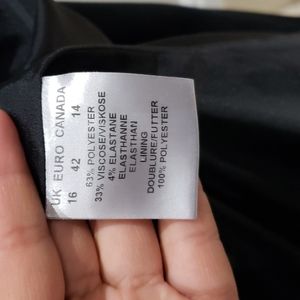 UK EURO CANADA
16 42 14
63% POLYESTER
33% VISCOSE/VISKOSE
4% ELASTANE
ELASTHANNE
ELASTHAN
LINING
DOUBLURE/FUTTER
100% POLYESTER